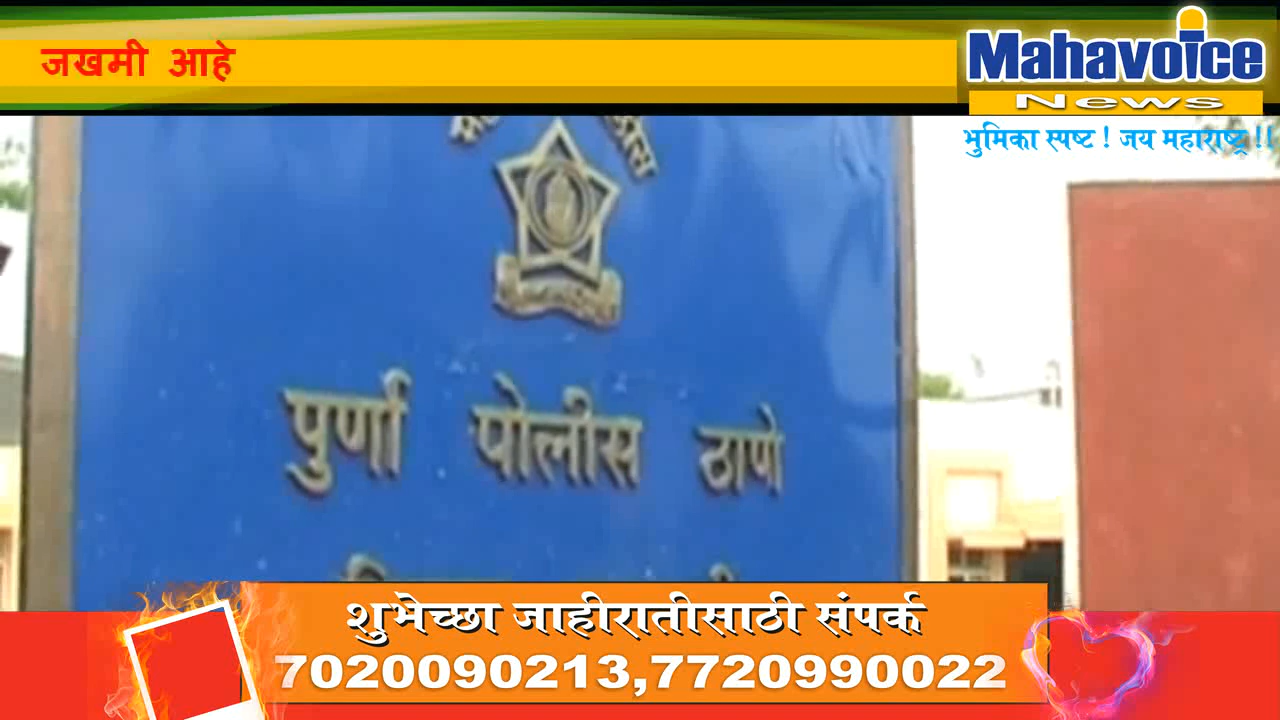 जखमी आहे
Mahavoice
News
भुमिका स्पष्ट ! जय महाराष्ट्र !!
पुर्णा पोलीस ठाणे
शुभेच्छा जाहीरातीसाठी संपर्क
7020090213,7720990022